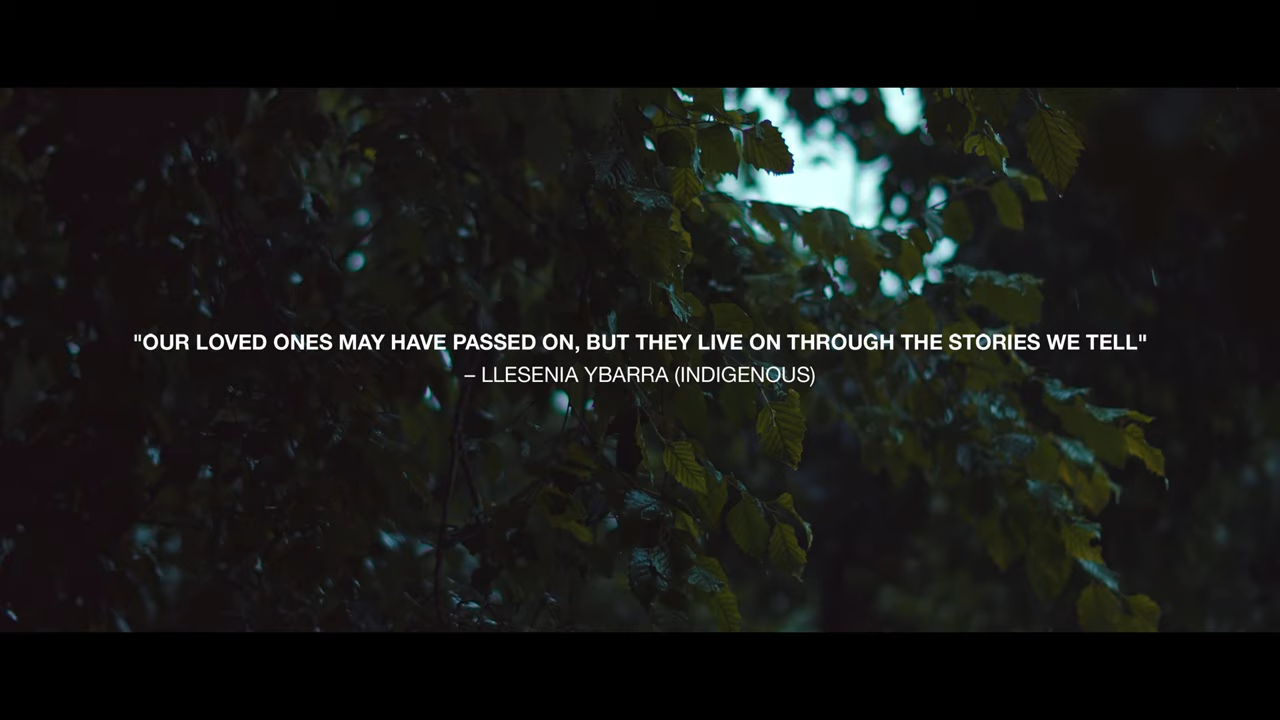 "OUR LOVED ONES MAY HAVE PASSED ON, BUT THEY LIVE ON THROUGH THE STORIES WE TELL"
– LLESENIA YBARRA (INDIGENOUS)